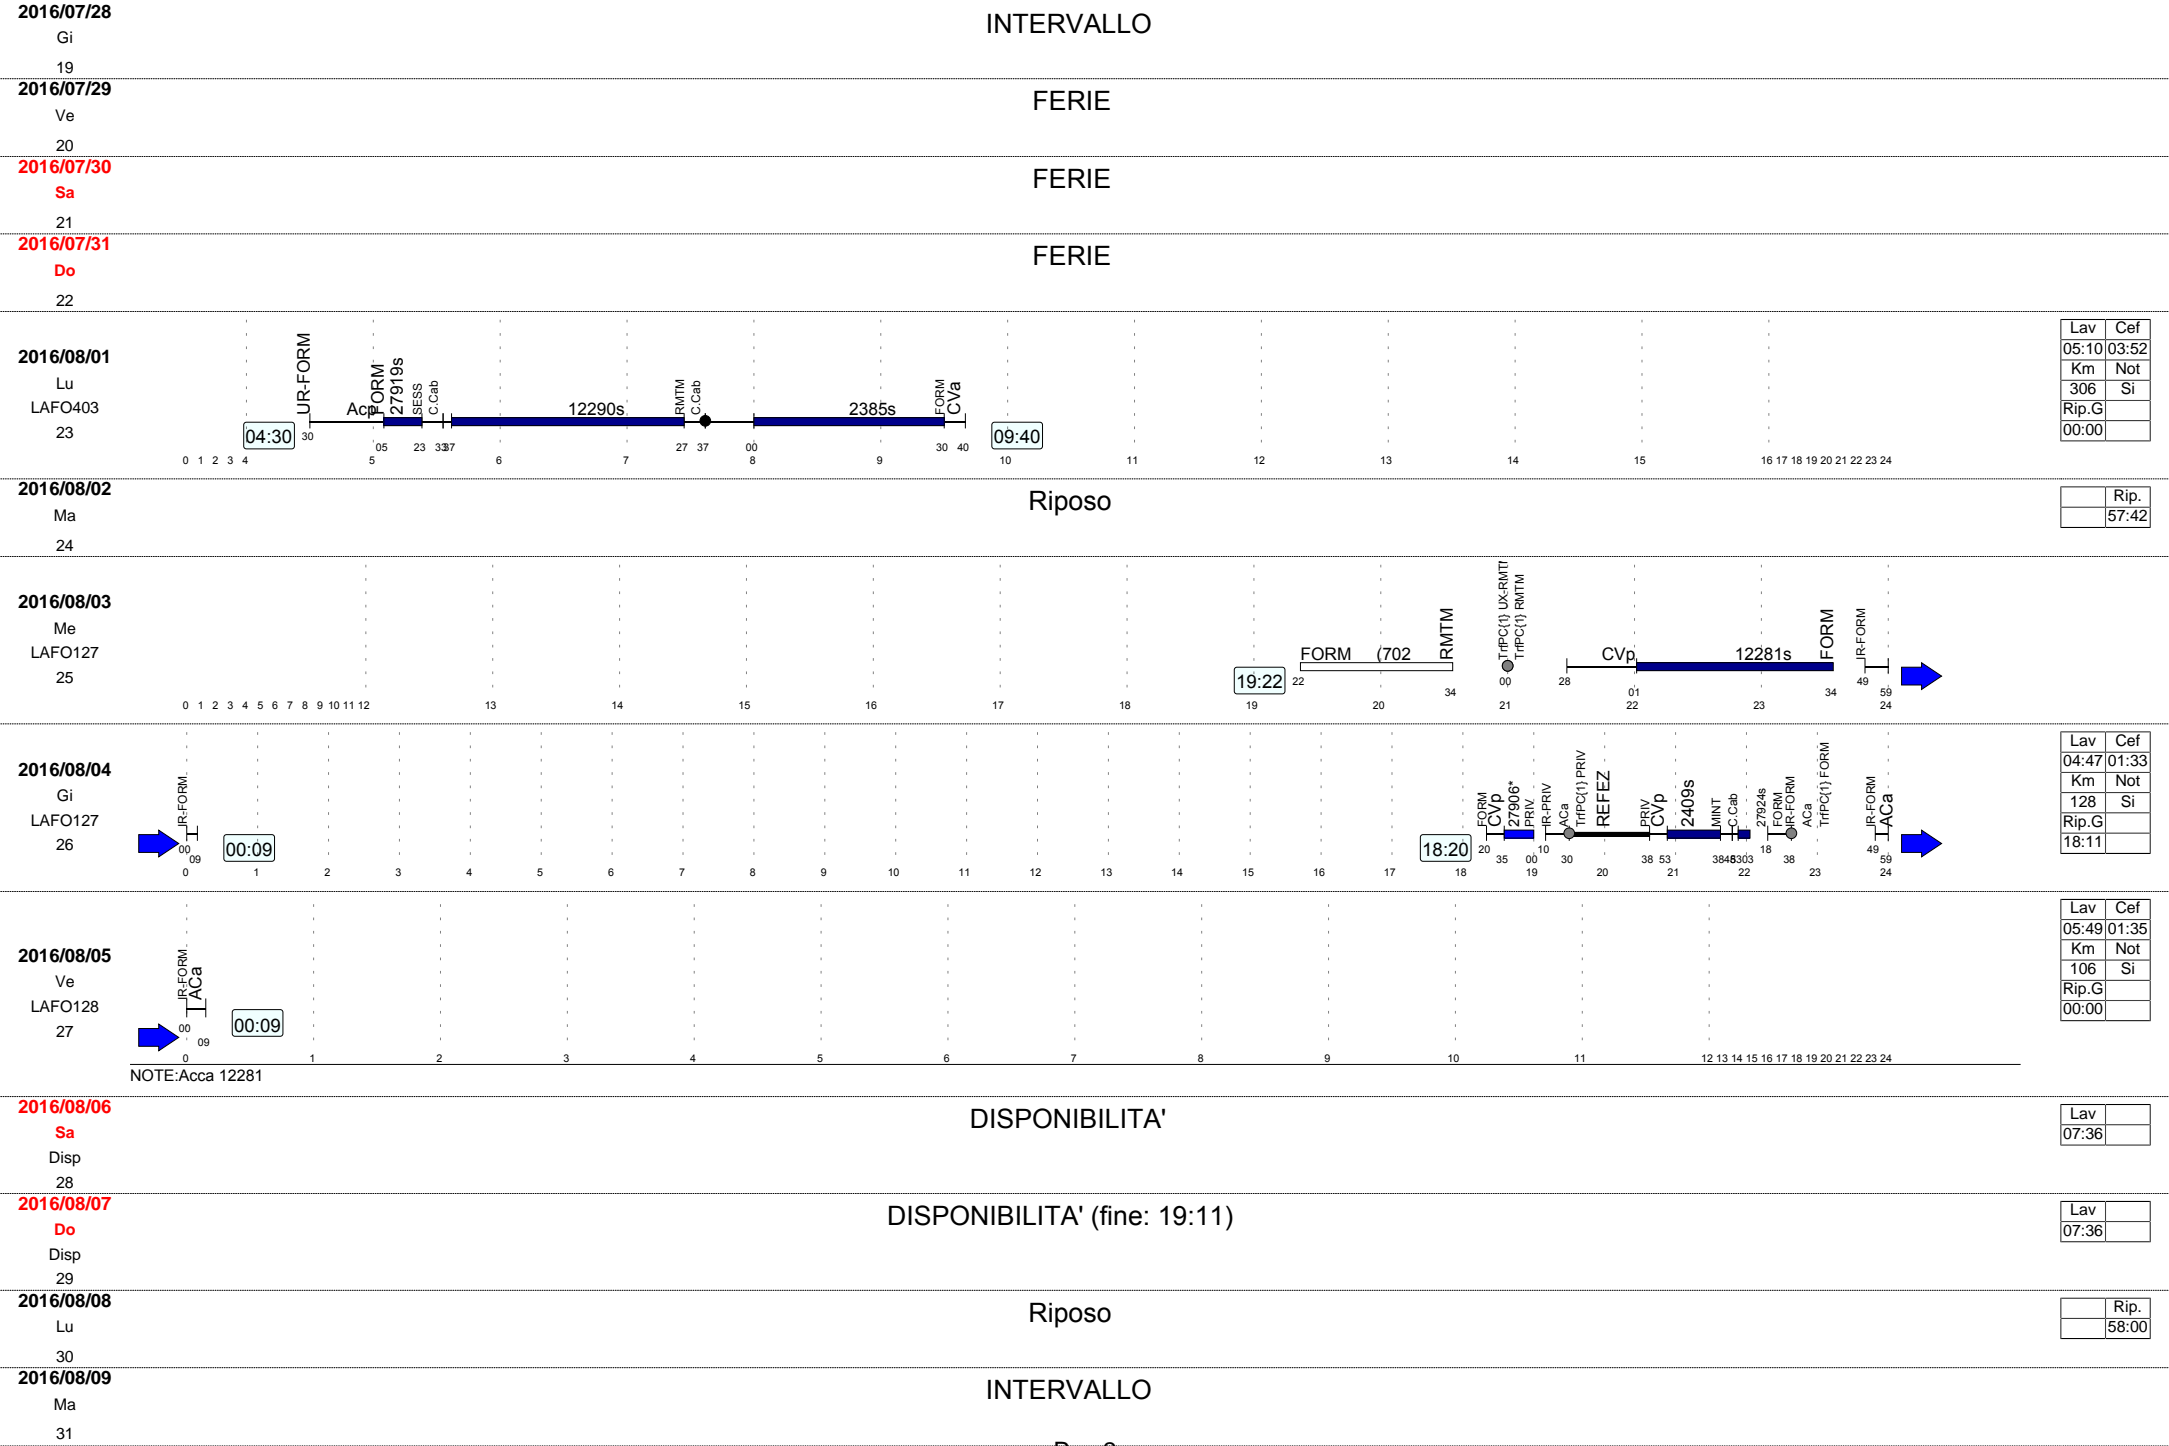 2016/07/28
Gi
19
INTERVALLO
2016/07/29
Ve
20
FERIE
2016/07/30
Sa
21
FERIE
2016/07/31
Do
22
FERIE
2016/08/01
Lu
LAFO403
23
04:30
UR-FORM
Acp
FORM
27919s
SESS
C.Cab
12290s
RMTM
C.Cab
2385s
FORM
CVa
09:40
30 05 23 33 37 27 37 00 30 40
0 1 2 3 4 5 6 7 8 9 10 11 12 13 14 15 16 17 18 19 20 21 22 23 24
Lav Cef
05:10 03:52
Km Not
306 Si
Rip.G
00:00
2016/08/02
Ma
24
Riposo
Rip.
57:42
2016/08/03
Me
LAFO127
25
19:22
FORM (702
RMTM
TrfPC{1} UX-RMT
TrfPC{1} RMTM
CVp
12281s
FORM
IR-FORM
22 34 00 28 01 34 49 59
0 1 2 3 4 5 6 7 8 9 10 11 12 13 14 15 16 17 18 19 20 21 22 23 24
2016/08/04
Gi
LAFO127
26
IR-FORM
00 09
00:09
18:20
FORM
CVp
27906*
PRIV
IR-PRIV
ACa
TrfPC{1} PRIV
REFEZ
PRIV
CVp
2409s
MINT
C.Cab
27924s
FORM
IR-FORM
ACa
TrfPC{1} FORM
IR-FORM
ACa
20 35 00 10 30 38 53 38 48 53 03 18 38 49 59
0 1 2 3 4 5 6 7 8 9 10 11 12 13 14 15 16 17 18 19 20 21 22 23 24
Lav Cef
04:47 01:33
Km Not
128 Si
Rip.G
18:11
2016/08/05
Ve
LAFO128
27
IR-FORM
ACa
00 09
00:09
0 1 2 3 4 5 6 7 8 9 10 11 12 13 14 15 16 17 18 19 20 21 22 23 24
Lav Cef
05:49 01:35
Km Not
106 Si
Rip.G
00:00
NOTE:Acca 12281
2016/08/06
Sa
Disp
28
DISPONIBILITA'
Lav
07:36
2016/08/07
Do
Disp
29
DISPONIBILITA' (fine: 19:11)
Lav
07:36
2016/08/08
Lu
30
Riposo
Rip.
58:00
2016/08/09
Ma
31
INTERVALLO